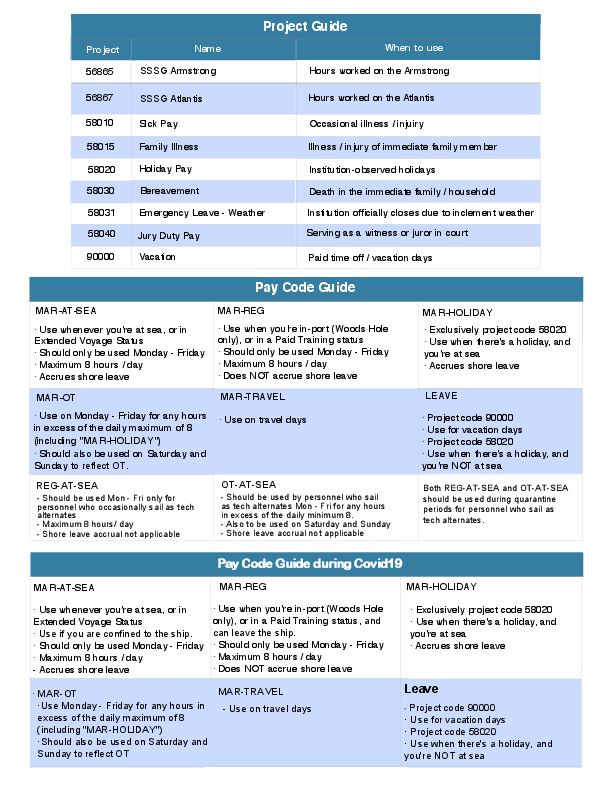 Project Guide
Project Name When to use
56865 SSSG Armstrong Hours worked on the Armstrong
56867 SSSG Atlantis Hours worked on the Atlantis
58010 Sick Pay Occasional illness / injuiry
58015 Family Illness Illness / injury of immediate family member
58020 Holiday Pay Institution-observed holidays
58030 Bereavement Death in the immediate family / household
58031 Emergency Leave - Weather Institution officially closes due to inclement weather
58040 Jury Duty Pay Serving as a witness or juror in court
90000 Vacation Paid time off / vacation days
Pay Code Guide
MAR-AT-SEA
· Use whenever you're at sea, or in
Extended Voyage Status
· Should only be used Monday - Friday
· Maximum 8 hours / day
· Accrues shore leave
MAR-REG
· Use when you're in-port (Woods Hole
only), or in a Paid Training status
· Should only be used Monday - Friday
· Maximum 8 hours / day
· Does NOT accrue shore leave
MAR-HOLIDAY
· Exclusively project code 58020
· Use when there's a holiday, and
you're at sea
· Accrues shore leave
MAR-OT
· Use on Monday - Friday for any hours
in excess of the daily maximum of 8
(including "MAR-HOLIDAY")
· Should also be used on Saturday and
Sunday to reflect OT.
MAR-TRAVEL
· Use on travel days
LEAVE
· Project code 90000
· Use for vacation days
· Project code 58020
· Use when there's a holiday, and
you're NOT at sea
REG-AT-SEA
- Should be used Mon - Fri only for
personnel who occasionally sail as tech
alternates
- Maximum 8 hours / day
- Shore leave accrual not applicable
OT-AT-SEA
- Should be used by personnel who sail
as tech alternates Mon - Fri for any hours
in excess of the daily minimum 8.
- Also to be used on Saturday and Sunday
- Shore leave accrual not applicable
Both REG-AT-SEA and OT-AT-SEA
should be used during quarantine
periods for personnel who sail as
tech alternates.
Pay Code Guide during Covid19
MAR-AT-SEA
· Use whenever you're at sea, or in
Extended Voyage Status
· Use if you are confined to the ship.
· Should only be used Monday - Friday
· Maximum 8 hours / day
- Accrues shore leave
MAR-REG
· Use when you're in-port (Woods Hole
only), or in a Paid Training status, and
can leave the ship.
· Should only be used Monday - Friday
· Maximum 8 hours / day
· Does NOT accrue shore leave
MAR-HOLIDAY
· Exclusively project code 58020
· Use when there's a holiday, and
you're at sea
· Accrues shore leave
· MAR-OT
· Use Monday - Friday for any hours in
excess of the daily maximum of 8
(including "MAR-HOLIDAY")
· Should also be used on Saturday and
Sunday to reflect OT
MAR-TRAVEL
- Use on travel days
Leave
· Project code 90000
· Use for vacation days
· Project code 58020
· Use when there's a holiday, and
you're NOT at sea